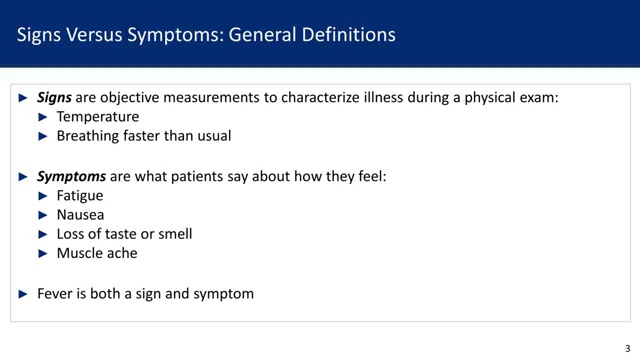 Signs Versus Symptoms: General Definitions
► Signs are objective measurements to characterize illness during a physical exam:
► Temperature
► Breathing faster than usual
► Symptoms are what patients say about how they feel:
► Fatigue
► Nausea
► Loss of taste or smell
► Muscle ache
► Fever is both a sign and symptom
3